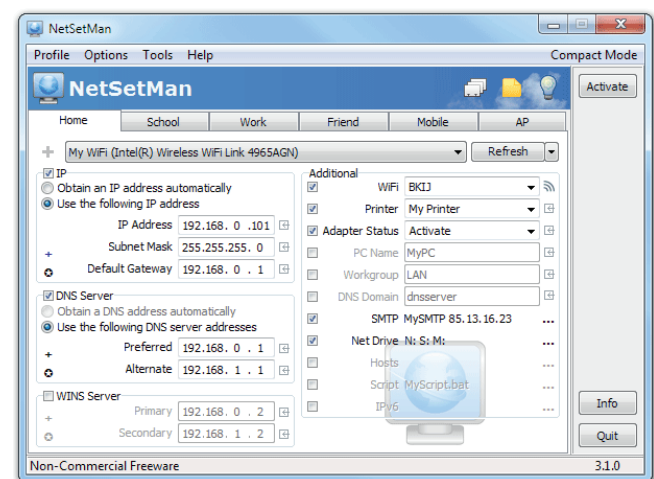 NetSetMan
Profile Options Tools Help Compact Mode
NetSetMan
Activate
Home School Work Friend Mobile AP
My WiFi (Intel(R) Wireless WiFi Link 4965AGN) Refresh
IP
Obtain an IP address automatically
Use the following IP address
IP Address 192.168. 0 .101
Subnet Mask 255.255.255. 0
Default Gateway 192.168. 0 . 1
DNS Server
Obtain a DNS address automatically
Use the following DNS server addresses
Preferred 192.168. 0 . 1
Alternate 192.168. 1 . 1
WINS Server
Primary 192.168. 0 . 2
Secondary 192.168. 1 . 2
Additional
WiFi BKIJ
Printer My Printer
Adapter Status Activate
PC Name MyPC
Workgroup LAN
DNS Domain dnsserver
SMTP MySMTP 85.13.16.23 ...
Net Drive N: S: M: ...
Hosts ...
Script MyScript.bat ...
IPv6 ...
Info
Quit
Non-Commercial Freeware 3.1.0